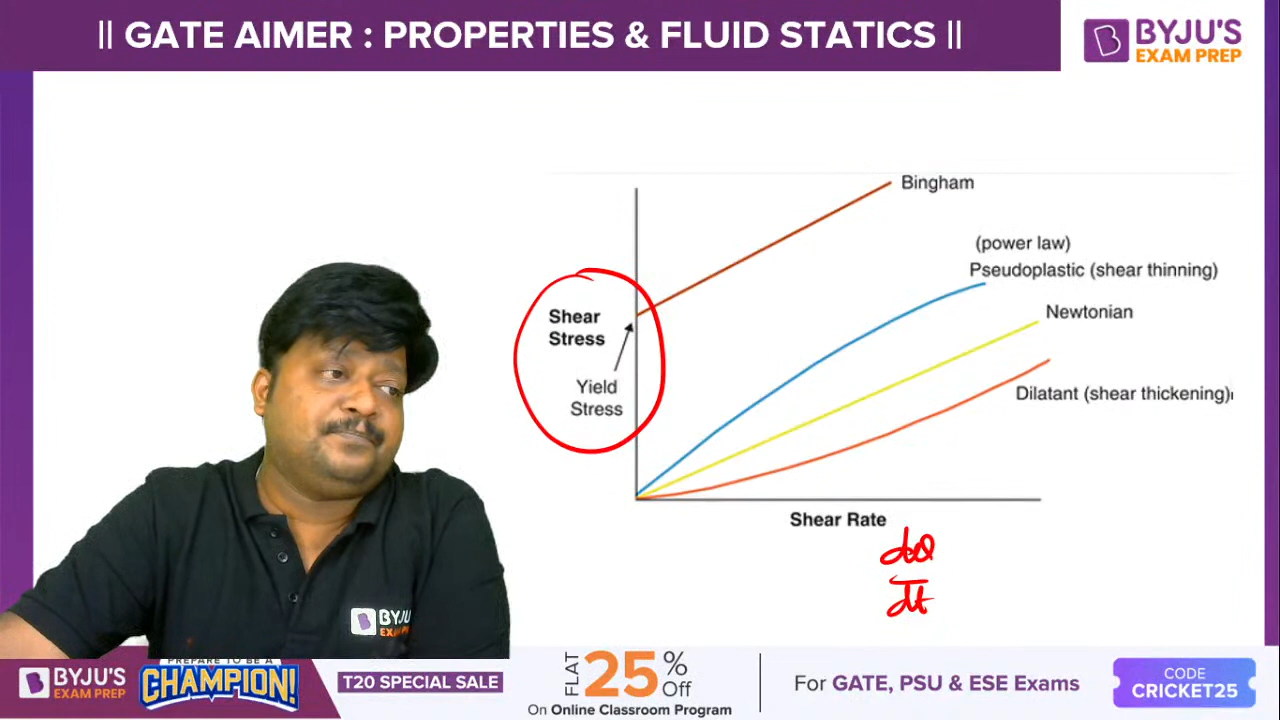 || GATE AIMER : PROPERTIES & FLUID STATICS ||
BYJU'S
EXAM PREP
Bingham
(power law)
Pseudoplastic (shear thinning)
Newtonian
Dilatant (shear thickening)
Shear
Stress
Yield
Stress
Shear Rate
dθ
dt
BYJU
EXAM PR
BYJU'S
EXAM PREP
PREPARE TO BE A
CHAMPION!
T20 SPECIAL SALE
FLAT 25% Off
On Online Classroom Program
For GATE, PSU & ESE Exams
CODE
CRICKET25